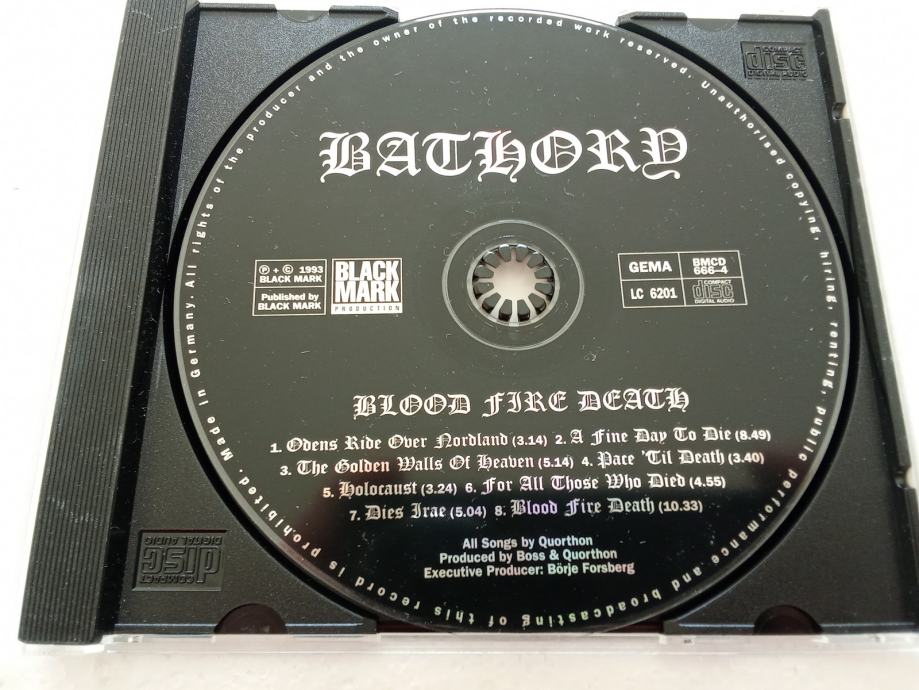 COMPACT
disc
DIGITAL AUDIO
BATHORY
℗ + © 1993
BLACK MARK
Published by
BLACK MARK
BLACK
MARK
PRODUCTION
GEMA
BMCD
666–4
LC 6201
COMPACT
disc
DIGITAL AUDIO
BLOOD FIRE DEATH
1. Odens Ride Over Nordland (3.14) 2. A Fine Day To Die (8.49)
3. The Golden Walls Of Heaven (5.14) 4. Pace 'Til Death (3.40)
5. Holocaust (3.24) 6. For All Those Who Died (4.55)
7. Dies Irae (5.04) 8. Blood Fire Death (10.33)
All Songs by Quorthon
Produced by Boss & Quorthon
Executive Producer: Börje Forsberg
Made in Germany. All rights of the producer and the owner of the recorded work reserved. Unauthorised copying, hiring, renting, public performance and broadcasting of this record is prohibited.
COMPACT
disc
DIGITAL AUDIO